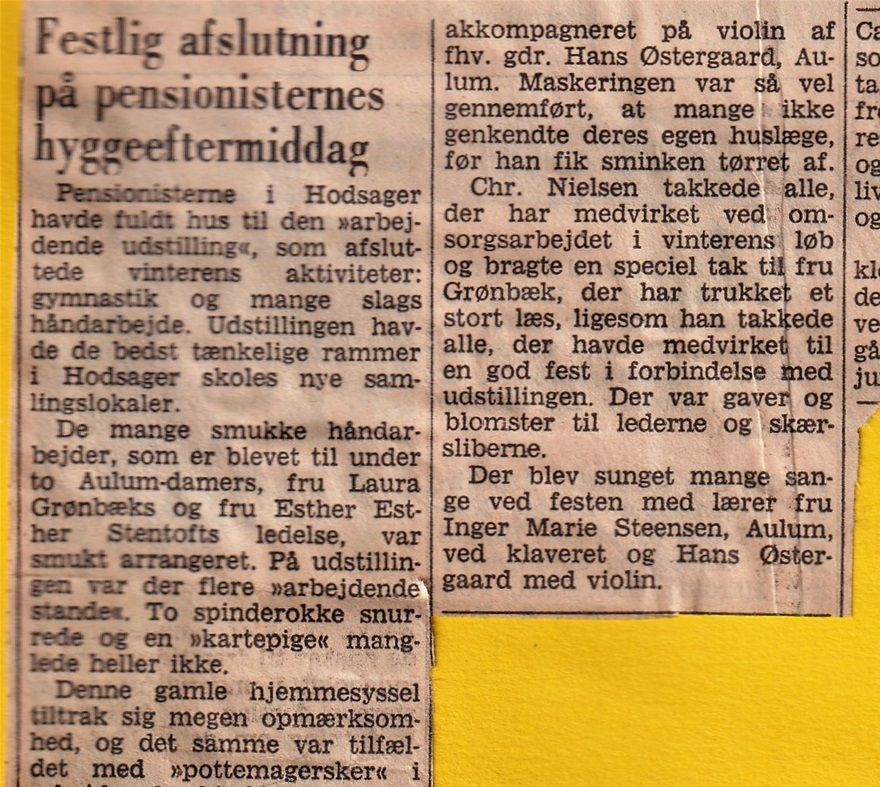 Festlig afslutning
på pensionisternes
hyggeeftermiddag
Pensionisterne i Hodsager
havde fuldt hus til den »arbej-
dende udstilling«, som afslut-
tede vinterens aktiviteter:
gymnastik og mange slags
håndarbejde. Udstillingen hav-
de de bedst tænkelige rammer
i Hodsager skoles nye sam-
lingslokaler.
De mange smukke håndar-
bejder, som er blevet til under
to Aulum-damers, fru Laura
Grønbæks og fru Esther Est-
her Stentofts ledelse, var
smukt arrangeret. På udstillin-
gen var der flere »arbejdende
stande«. To spinderokke snur-
rede og en »kartepige« mang-
lede heller ikke.
Denne gamle hjemmesyssel
tiltrak sig megen opmærksom-
hed, og det samme var tilfæl-
det med »pottemagersker« i
akkompagneret på violin af
fhv. gdr. Hans Østergaard, Au-
lum. Maskeringen var så vel
gennemført, at mange ikke
genkendte deres egen huslæge,
før han fik sminken tørret af.
Chr. Nielsen takkede alle,
der har medvirket ved om-
sorgsarbejdet i vinterens løb
og bragte en speciel tak til fru
Grønbæk, der har trukket et
stort læs, ligesom han takkede
alle, der havde medvirket til
en god fest i forbindelse med
udstillingen. Der var gaver og
blomster til lederne og skær-
sliberne.
Der blev sunget mange san-
ge ved festen med lærer fru
Inger Marie Steensen, Aulum,
ved klaveret og Hans Øster-
gaard med violin.